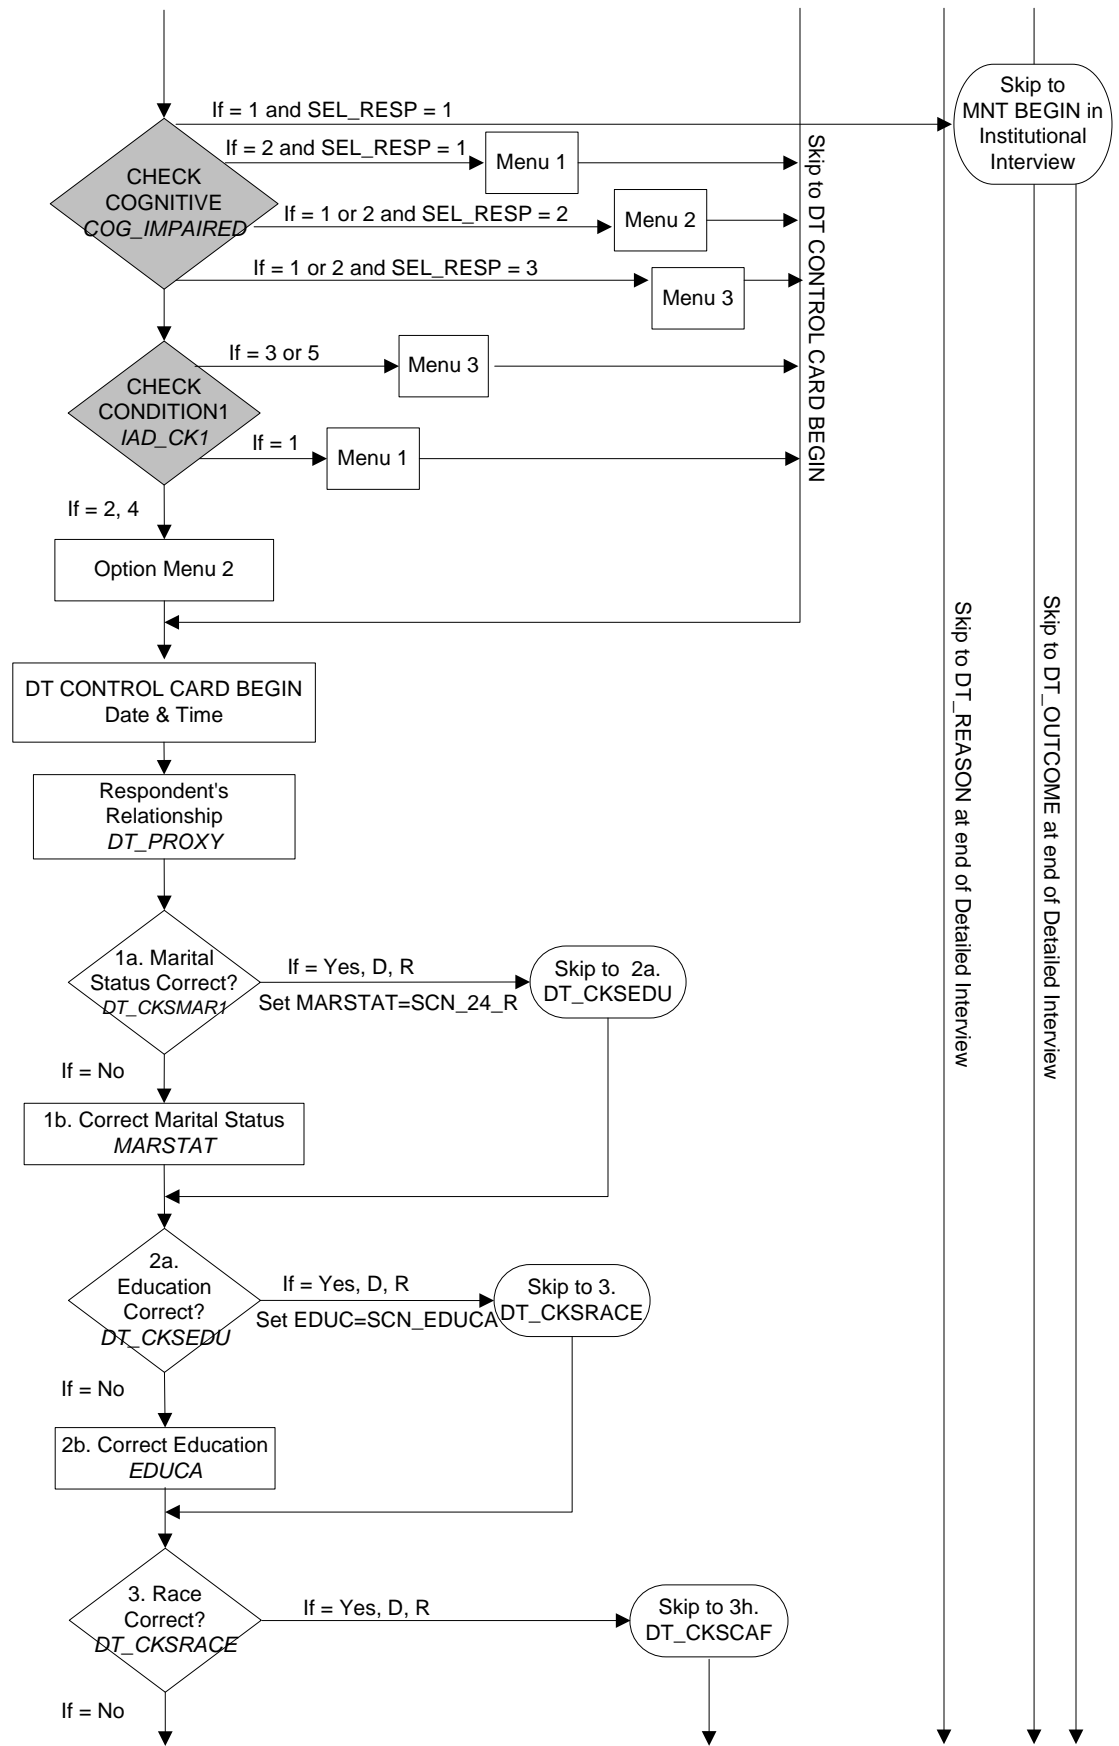 Skip to
MNT BEGIN in
Institutional
Interview
If = 1 and SEL_RESP = 1
If = 2 and SEL_RESP = 1
Menu 1
CHECK
COGNITIVE
COG_IMPAIRED
If = 1 or 2 and SEL_RESP = 2
Menu 2
If = 1 or 2 and SEL_RESP = 3
Menu 3
Skip to DT CONTROL CARD BEGIN
If = 3 or 5
Menu 3
CHECK
CONDITION1
IAD_CK1
If = 1
Menu 1
If = 2, 4
Option Menu 2
Skip to DT_REASON at end of Detailed Interview
Skip to DT_OUTCOME at end of Detailed Interview
DT CONTROL CARD BEGIN
Date & Time
Respondent's
Relationship
DT_PROXY
1a. Marital
Status Correct?
DT_CKSMAR1
If = Yes, D, R
Set MARSTAT=SCN_24_R
Skip to 2a.
DT_CKSEDU
If = No
1b. Correct Marital Status
MARSTAT
2a.
Education
Correct?
DT_CKSEDU
If = Yes, D, R
Set EDUC=SCN_EDUCA
Skip to 3.
DT_CKSRACE
If = No
2b. Correct Education
EDUCA
3. Race
Correct?
DT_CKSRACE
If = Yes, D, R
Skip to 3h.
DT_CKSCAF
If = No